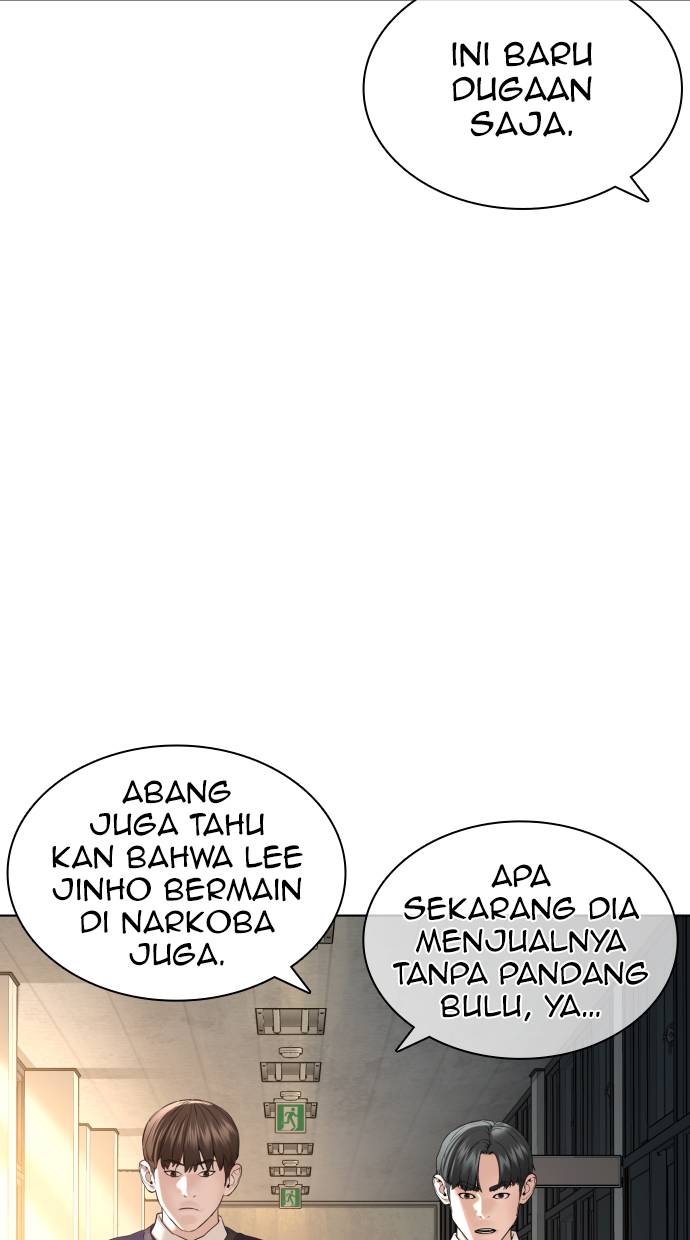 INI BARU
DUGAAN
SAJA.
ABANG
JUGA TAHU
KAN BAHWA LEE
JINHO BERMAIN
DI NARKOBA
JUGA.
APA
SEKARANG DIA
MENJUALNYA
TANPA PANDANG
BULU, YA...